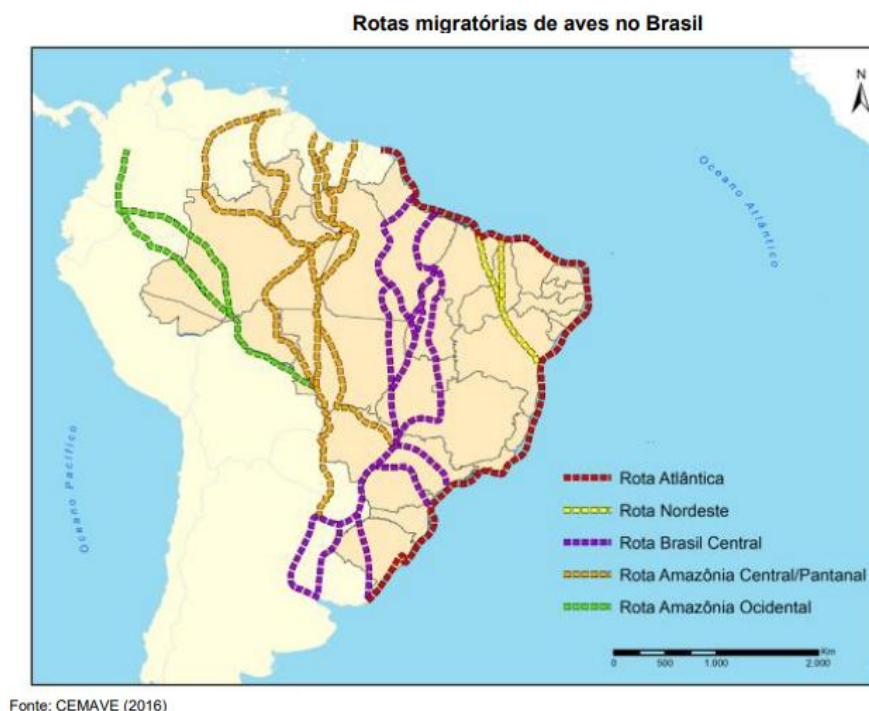 Rotas migratórias de aves no Brasil
N
Oceano Atlântico
Oceano Pacífico
Rota Atlântica
Rota Nordeste
Rota Brasil Central
Rota Amazônia Central/Pantanal
Rota Amazônia Ocidental
Km
0 500 1.000 2.000
Fonte: CEMAVE (2016)